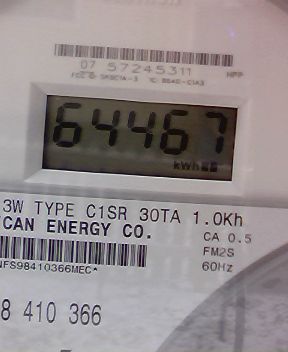 07 57245311 HPP
64467
kWh
3W TYPE C1SR 30TA 1.0Kh
CAN ENERGY CO. CA 0.5
FM2S
NFS98410366MEC* 60Hz
8 410 366